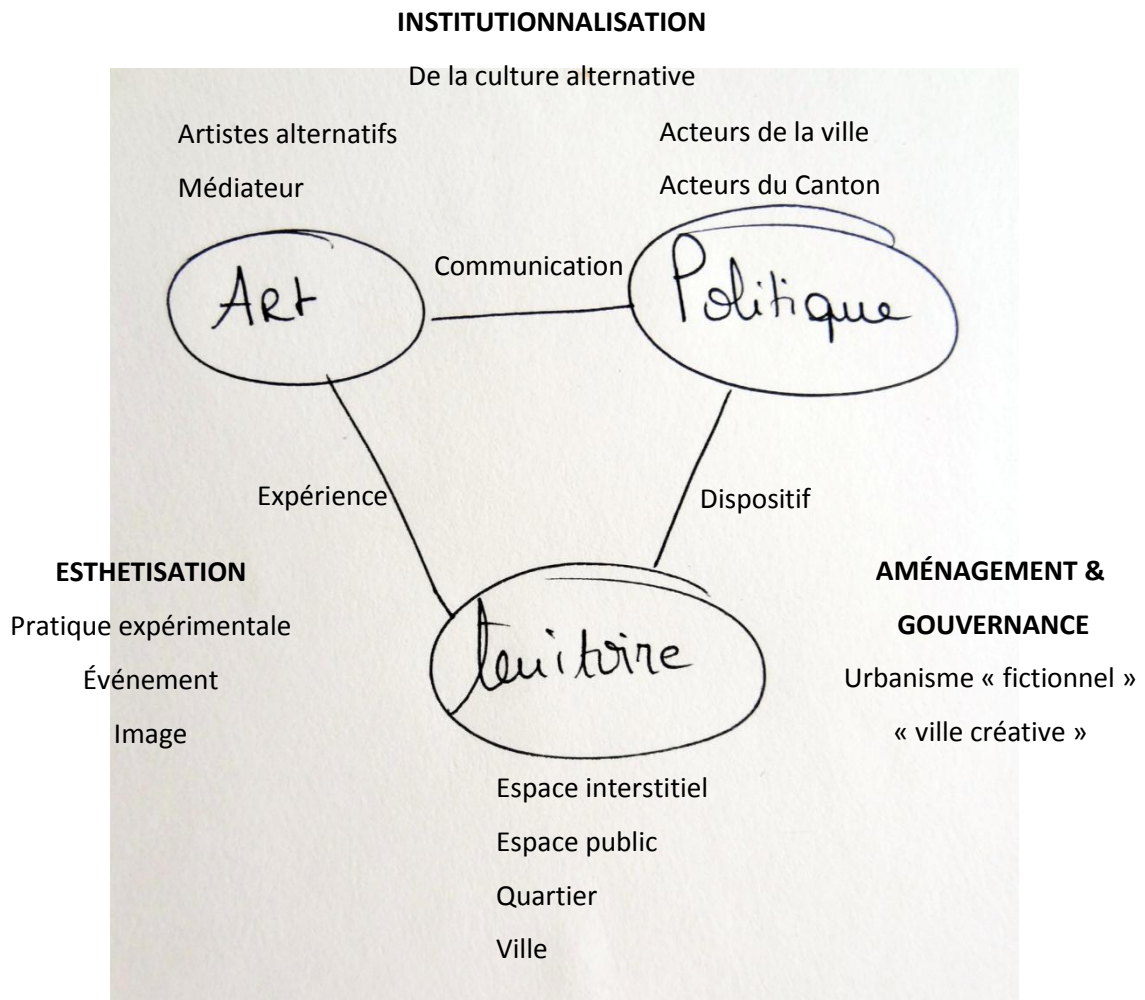 INSTITUTIONNALISATION
De la culture alternative
Artistes alternatifs
Médiateur
Acteurs de la ville
Acteurs du Canton
Art
Communication
Politique
Expérience
Dispositif
ESTHETISATION
Pratique expérimentale
Événement
Image
AMÉNAGEMENT &
GOUVERNANCE
Urbanisme « fictionnel »
« ville créative »
territoire
Espace interstitiel
Espace public
Quartier
Ville